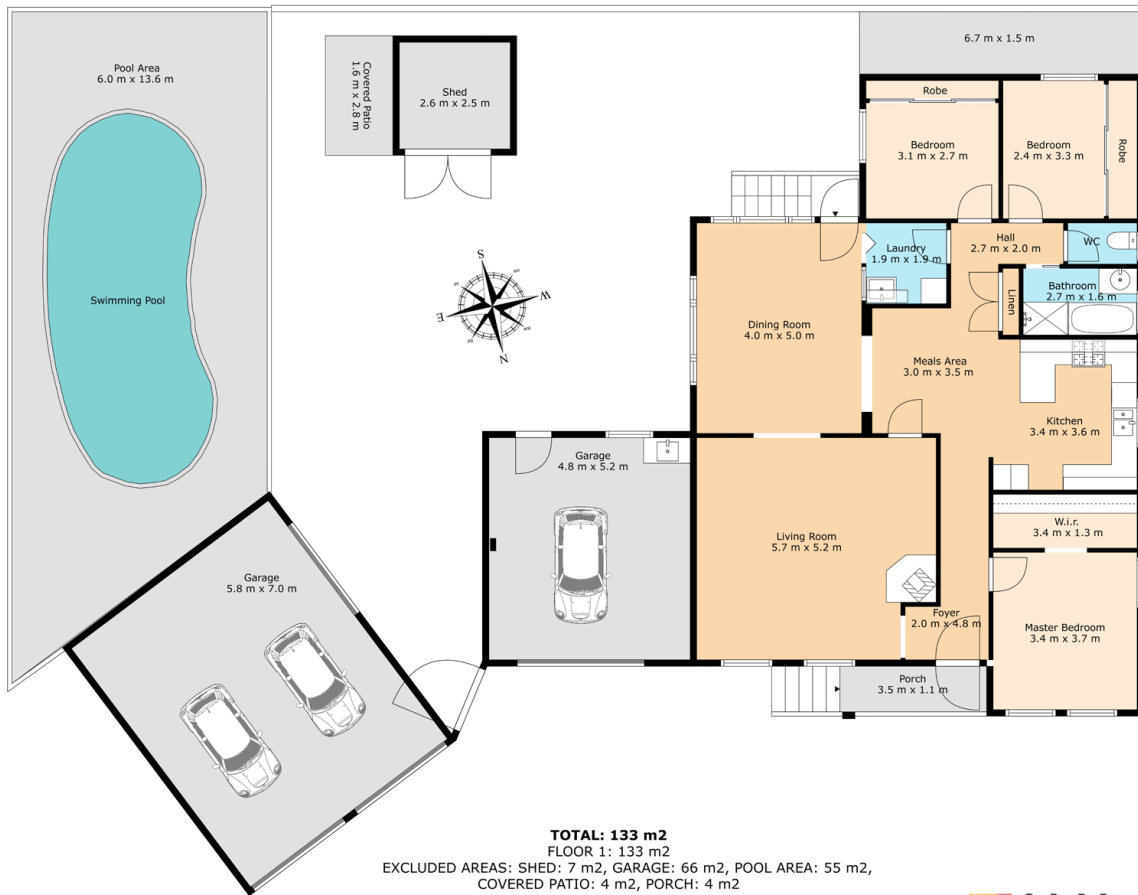 6.7 m x 1.5 m
Pool Area
6.0 m x 13.6 m
Covered Patio
1.6 m x 2.8 m
Shed
2.6 m x 2.5 m
Robe
Bedroom
3.1 m x 2.7 m
Bedroom
2.4 m x 3.3 m
Robe
Laundry
1.9 m x 1.9 m
Hall
2.7 m x 2.0 m
WC
Bathroom
2.7 m x 1.6 m
Linen
S
W
E
N
Swimming Pool
Dining Room
4.0 m x 5.0 m
Meals Area
3.0 m x 3.5 m
Kitchen
3.4 m x 3.6 m
Garage
4.8 m x 5.2 m
W.i.r.
3.4 m x 1.3 m
Living Room
5.7 m x 5.2 m
Garage
5.8 m x 7.0 m
Foyer
2.0 m x 4.8 m
Master Bedroom
3.4 m x 3.7 m
Porch
3.5 m x 1.1 m
TOTAL: 133 m2
FLOOR 1: 133 m2
EXCLUDED AREAS: SHED: 7 m2, GARAGE: 66 m2, POOL AREA: 55 m2,
COVERED PATIO: 4 m2, PORCH: 4 m2